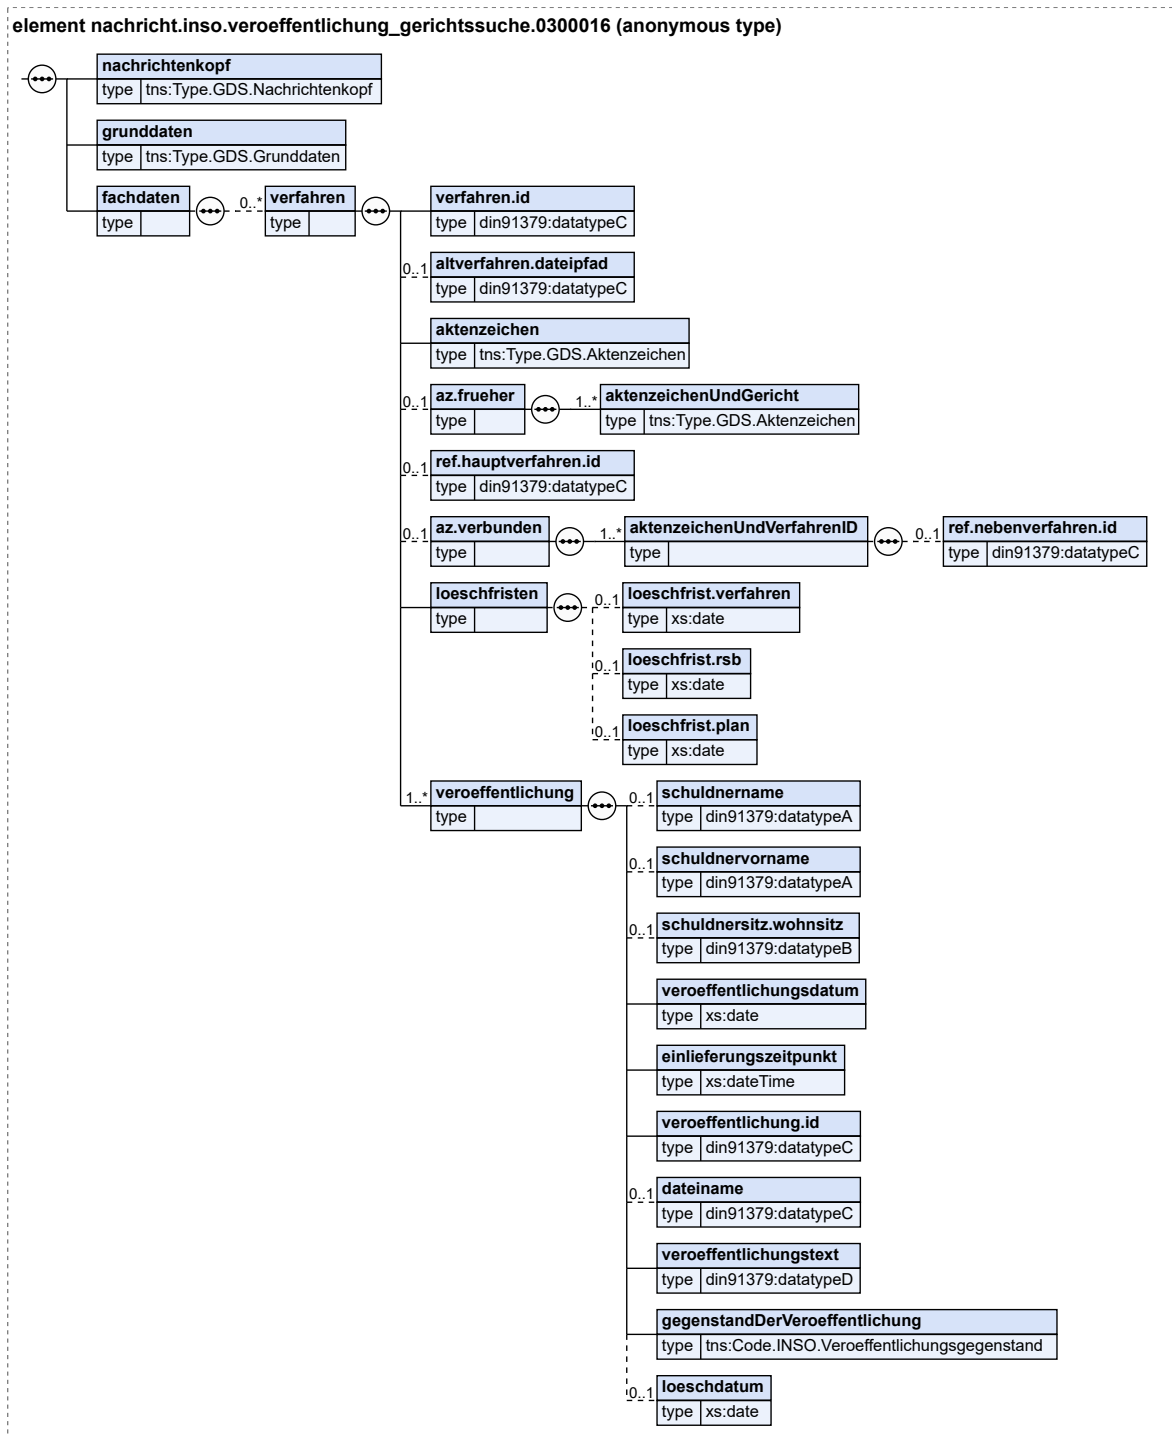 element nachricht.inso.veroeffentlichung_gerichtssuche.0300016 (anonymous type)
nachrichtenkopf
type tns:Type.GDS.Nachrichtenkopf
grunddaten
type tns:Type.GDS.Grunddaten
fachdaten
type
0..*
verfahren
type
verfahren.id
type din91379:datatypeC
0..1
altverfahren.dateipfad
type din91379:datatypeC
aktenzeichen
type tns:Type.GDS.Aktenzeichen
0..1
az.frueher
type
1..*
aktenzeichenUndGericht
type tns:Type.GDS.Aktenzeichen
0..1
ref.hauptverfahren.id
type din91379:datatypeC
0..1
az.verbunden
type
1..*
aktenzeichenUndVerfahrenID
type
0..1
ref.nebenverfahren.id
type din91379:datatypeC
loeschfristen
type
0..1
loeschfrist.verfahren
type xs:date
0..1
loeschfrist.rsb
type xs:date
0..1
loeschfrist.plan
type xs:date
1..*
veroeffentlichung
type
0..1
schuldnername
type din91379:datatypeA
0..1
schuldnervorname
type din91379:datatypeA
0..1
schuldnersitz.wohnsitz
type din91379:datatypeB
veroeffentlichungsdatum
type xs:date
einlieferungszeitpunkt
type xs:dateTime
veroeffentlichung.id
type din91379:datatypeC
0..1
dateiname
type din91379:datatypeC
veroeffentlichungstext
type din91379:datatypeD
gegenstandDerVeroeffentlichung
type tns:Code.INSO.Veroeffentlichungsgegenstand
0..1
loeschdatum
type xs:date